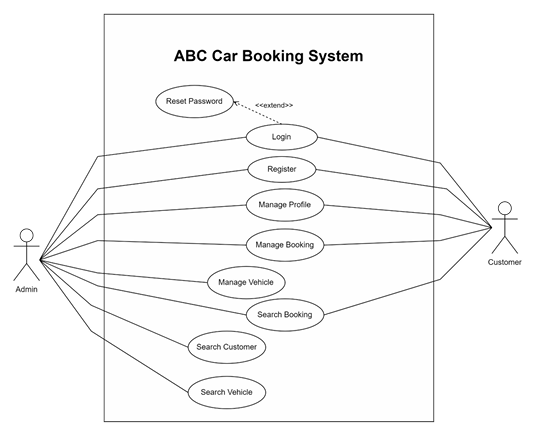 ABC Car Booking System
Reset Password
<<extend>>
Login
Register
Manage Profile
Manage Booking
Manage Vehicle
Search Booking
Search Customer
Search Vehicle
Admin
Customer